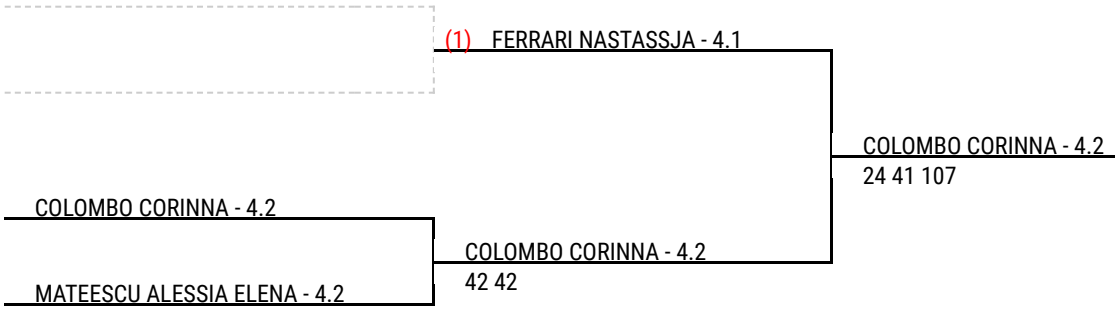 (1) FERRARI NASTASSJA - 4.1
COLOMBO CORINNA - 4.2
24 41 107
COLOMBO CORINNA - 4.2
COLOMBO CORINNA - 4.2
42 42
MATEESCU ALESSIA ELENA - 4.2